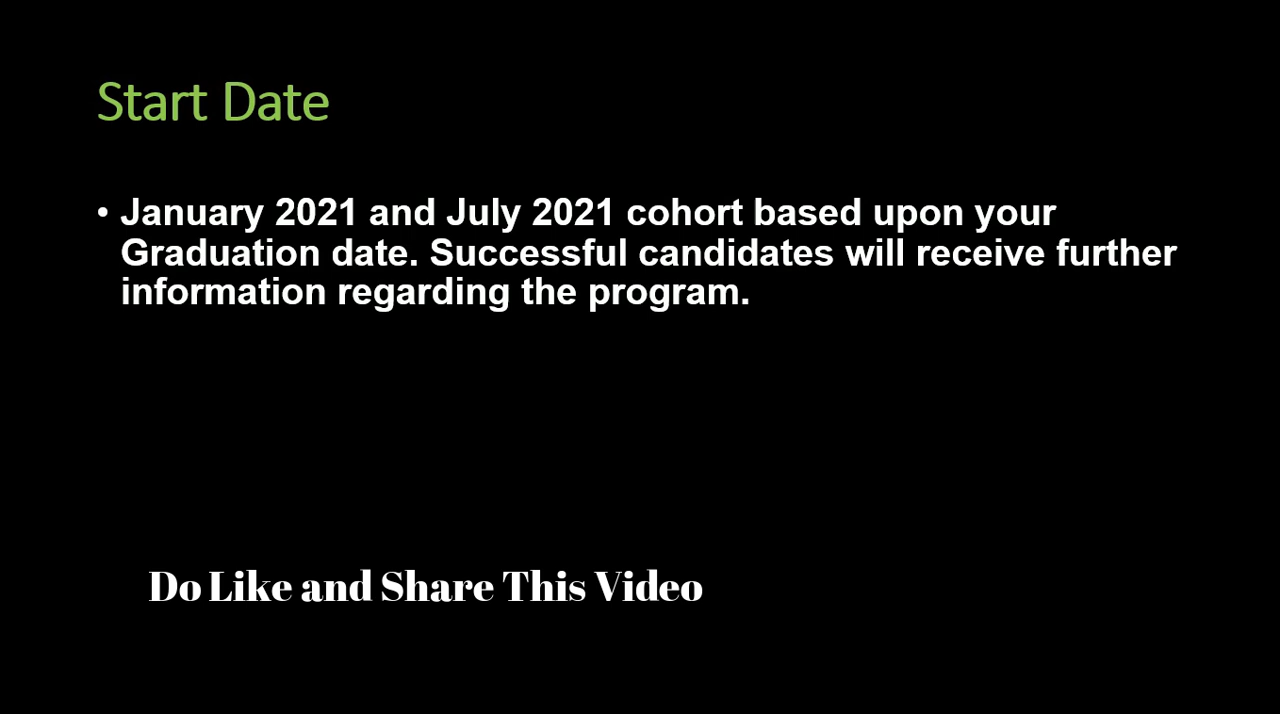 Start Date
• January 2021 and July 2021 cohort based upon your
Graduation date. Successful candidates will receive further
information regarding the program.
Do Like and Share This Video